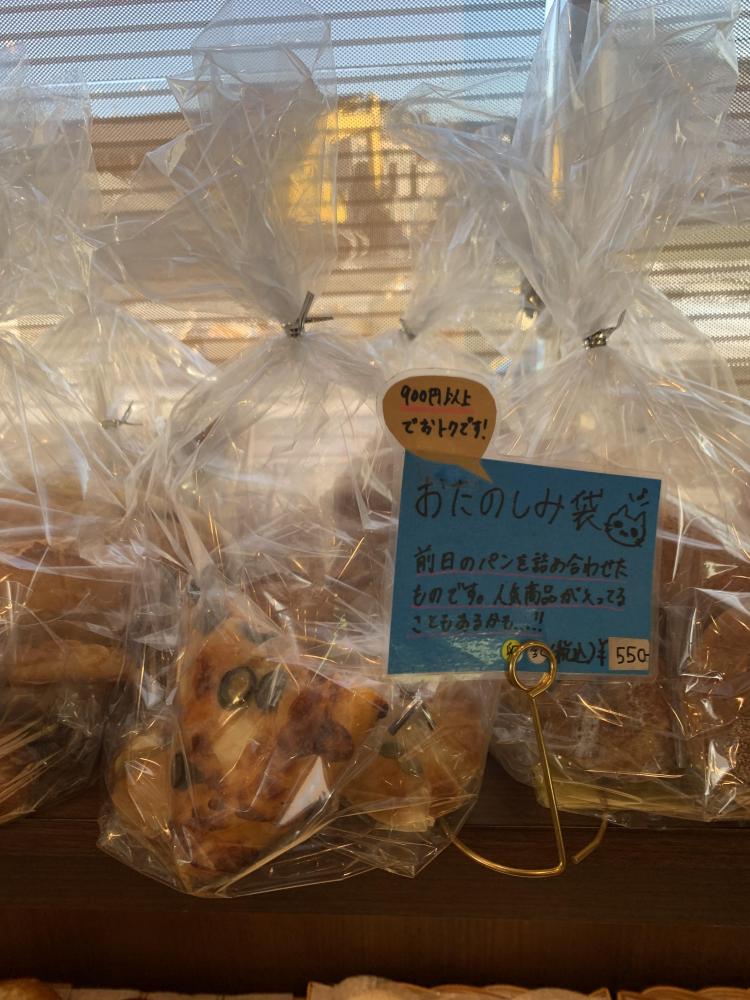 900円以上
でおトクです!
おたのしみ袋
前日のパンを詰め合わせた
ものです。人気商品が入ってる
こともあるかも…!!
(税込)¥550-